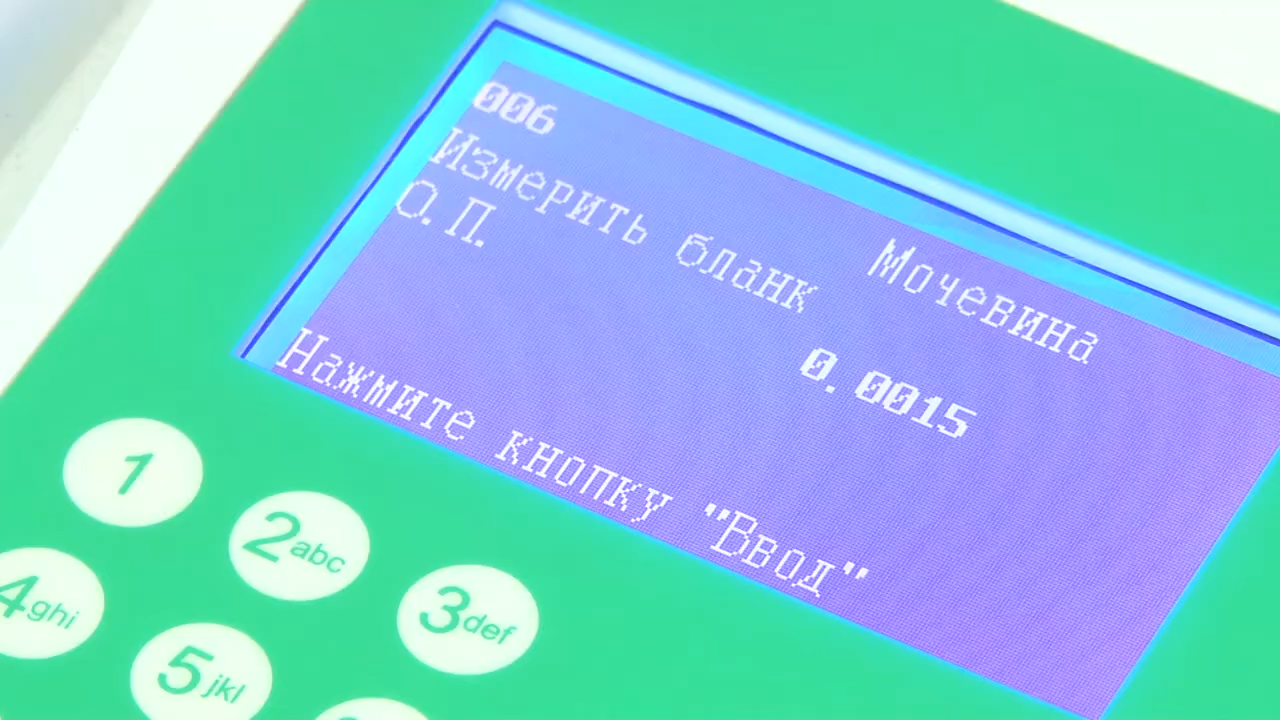 006 Мочевина
Измерить бланк
О.П. 0.0015
Нажмите кнопку "Ввод"
1
2abc
3def
4ghi
5jkl